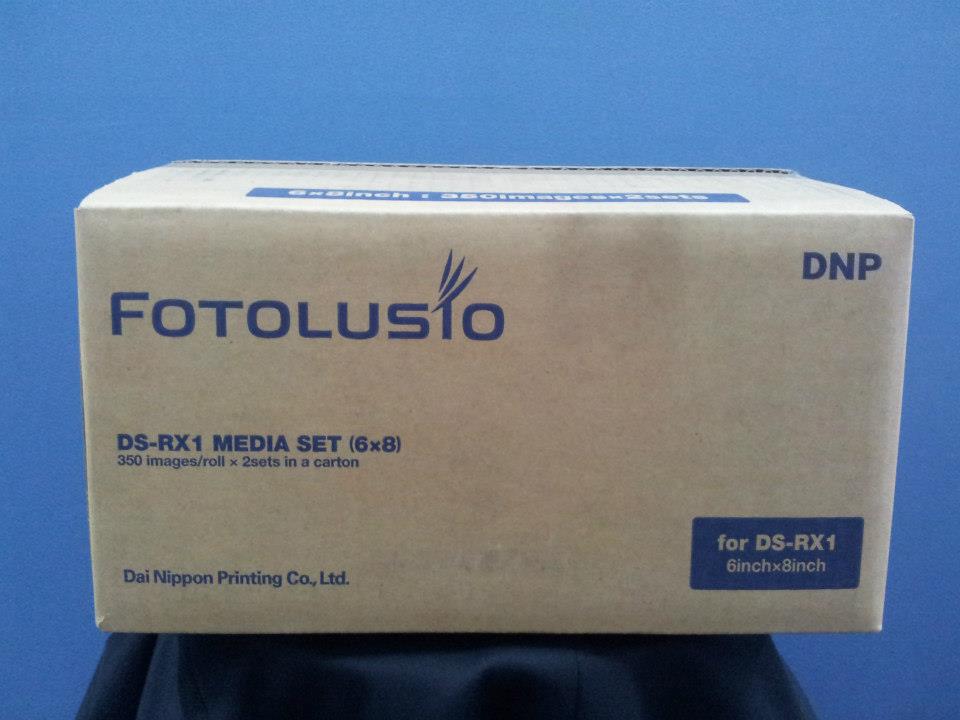 6×8inch : 350images×2sets
DNP
FOTOLUSIO
DS-RX1 MEDIA SET (6×8)
350 images/roll × 2sets in a carton
for DS-RX1
6inch×8inch
Dai Nippon Printing Co., Ltd.